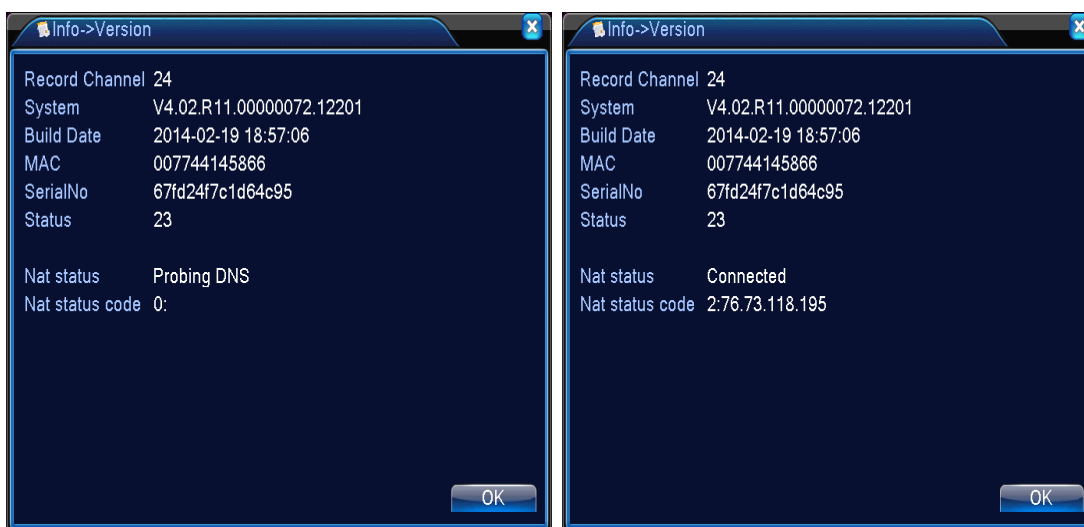 Info->Version
Record Channel 24
System V4.02.R11.00000072.12201
Build Date 2014-02-19 18:57:06
MAC 007744145866
SerialNo 67fd24f7c1d64c95
Status 23
Nat status Probing DNS
Nat status code 0:
OK
Info->Version
Record Channel 24
System V4.02.R11.00000072.12201
Build Date 2014-02-19 18:57:06
MAC 007744145866
SerialNo 67fd24f7c1d64c95
Status 23
Nat status Connected
Nat status code 2:76.73.118.195
OK